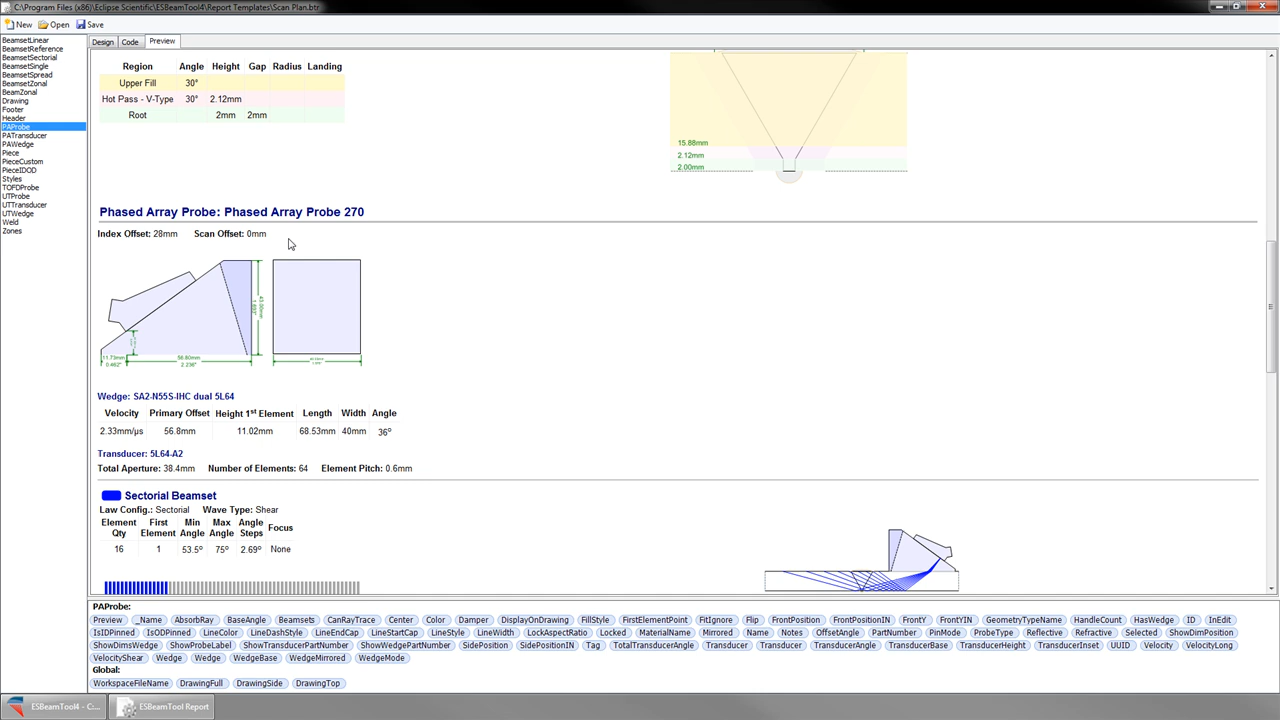 C:\Program Files (x86)\Eclipse Scientific\ESBeamTool4\Report Templates\Scan Plan.btr
New Open Save
BeamsetLinear
BeamsetReference
BeamsetSectorial
BeamsetSingle
BeamsetSpread
BeamsetZonal
BeamZonal
Drawing
Footer
Header
PAProbe
PATransducer
PAWedge
Piece
PieceCustom
PieceIDOD
Styles
TOFDProbe
UTProbe
UTTransducer
UTWedge
Weld
Zones
Design Code Preview
Region Angle Height Gap Radius Landing
Upper Fill 30°
Hot Pass - V-Type 30° 2.12mm
Root 2mm 2mm
15.88mm
2.12mm
2.00mm
Phased Array Probe: Phased Array Probe 270
Index Offset: 28mm Scan Offset: 0mm
11.73mm
0.462"
56.80mm
2.236"
Wedge: SA2-N55S-IHC dual 5L64
Velocity Primary Offset Height 1st Element Length Width Angle
2.33mm/µs 56.8mm 11.02mm 68.53mm 40mm 36º
Transducer: 5L64-A2
Total Aperture: 38.4mm Number of Elements: 64 Element Pitch: 0.6mm
Sectorial Beamset
Law Config.: Sectorial Wave Type: Shear
Element Qty First Element Min Angle Max Angle Angle Steps Focus
16 1 53.5º 75º 2.69º None
PAProbe:
Preview _Name AbsorbRay BaseAngle Beamsets CanRayTrace Center Color Damper DisplayOnDrawing FillStyle FirstElementPoint FitIgnore Flip FrontPosition FrontPositionIN FrontY FrontYIN GeometryTypeName HandleCount HasWedge ID InEdit
IsIDPinned IsODPinned LineColor LineDashStyle LineEndCap LineStartCap LineStyle LineWidth LockAspectRatio Locked MaterialName Mirrored Name Notes OffsetAngle PartNumber PinMode ProbeType Reflective Refractive Selected ShowDimPosition
ShowDimsWedge ShowProbeLabel ShowTransducerPartNumber ShowWedgePartNumber SidePosition SidePositionIN Tag TotalTransducerAngle Transducer Transducer TransducerAngle TransducerBase TransducerHeight TransducerInset UUID Velocity VelocityLong
VelocityShear Wedge Wedge WedgeBase WedgeMirrored WedgeMode
Global:
WorkspaceFileName DrawingFull DrawingSide DrawingTop
ESBeamTool4 - C:... ESBeamTool Report